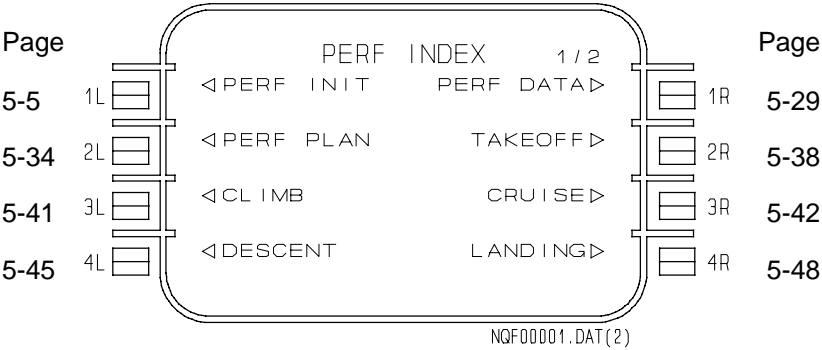 Page Page
PERF INDEX 1/2
5-5 1L ◁PERF INIT PERF DATA▷ 1R 5-29
5-34 2L ◁PERF PLAN TAKEOFF▷ 2R 5-38
5-41 3L ◁CLIMB CRUISE▷ 3R 5-42
5-45 4L ◁DESCENT LANDING▷ 4R 5-48
NQF00001.DAT(2)